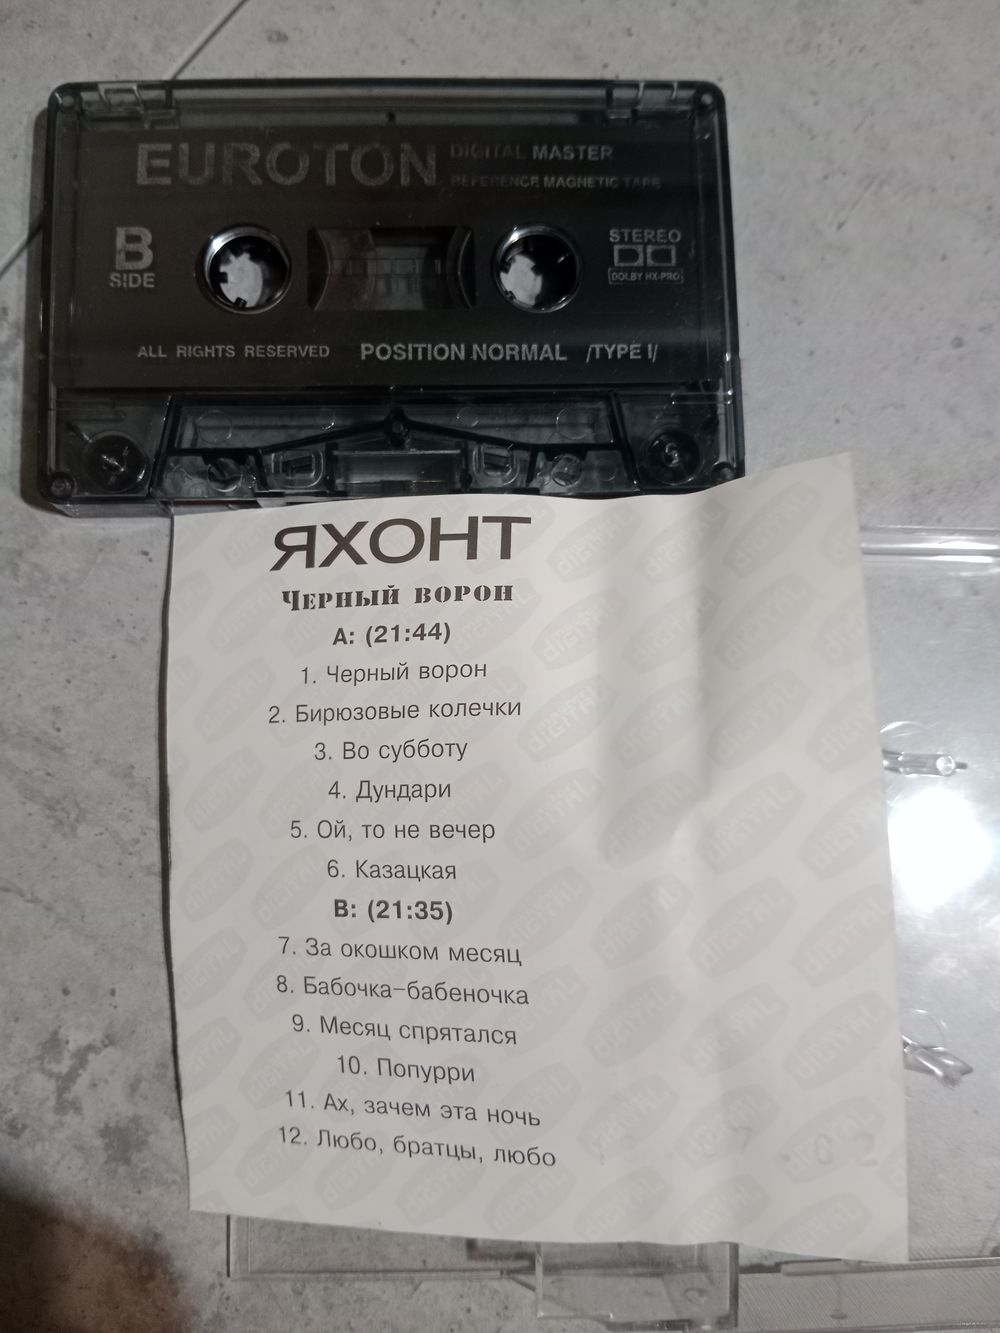 EUROTON DIGITAL MASTER
REFERENCE MAGNETIC TAPE
B
SIDE
STEREO
DOLBY HX-PRO
ALL RIGHTS RESERVED POSITION NORMAL /TYPE I/
ЯХОНТ
Черный ворон
A: (21:44)
1. Черный ворон
2. Бирюзовые колечки
3. Во субботу
4. Дундари
5. Ой, то не вечер
6. Казацкая
B: (21:35)
7. За окошком месяц
8. Бабочка-бабеночка
9. Месяц спрятался
10. Попурри
11. Ах, зачем эта ночь
12. Любо, братцы, любо